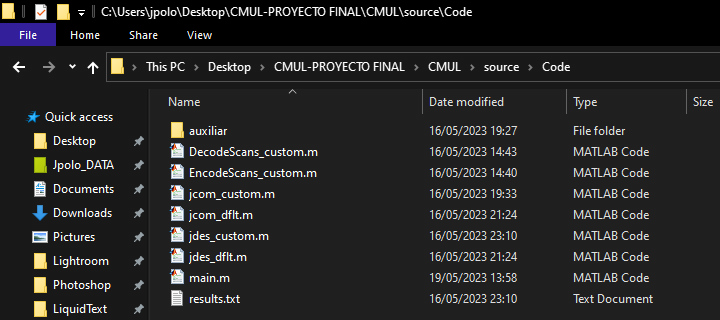 C:\Users\jpolo\Desktop\CMUL-PROYECTO FINAL\CMUL\source\Code
File Home Share View
This PC > Desktop > CMUL-PROYECTO FINAL > CMUL > source > Code
Name Date modified Type Size
Quick access
Desktop
Jpolo_DATA
Documents
Downloads
Pictures
Lightroom
Photoshop
LiquidText
auxiliar 16/05/2023 19:27 File folder
DecodeScans_custom.m 16/05/2023 14:43 MATLAB Code
EncodeScans_custom.m 16/05/2023 14:40 MATLAB Code
jcom_custom.m 16/05/2023 19:33 MATLAB Code
jcom_dflt.m 16/05/2023 21:24 MATLAB Code
jdes_custom.m 16/05/2023 23:10 MATLAB Code
jdes_dflt.m 16/05/2023 21:24 MATLAB Code
main.m 19/05/2023 13:58 MATLAB Code
results.txt 16/05/2023 23:10 Text Document